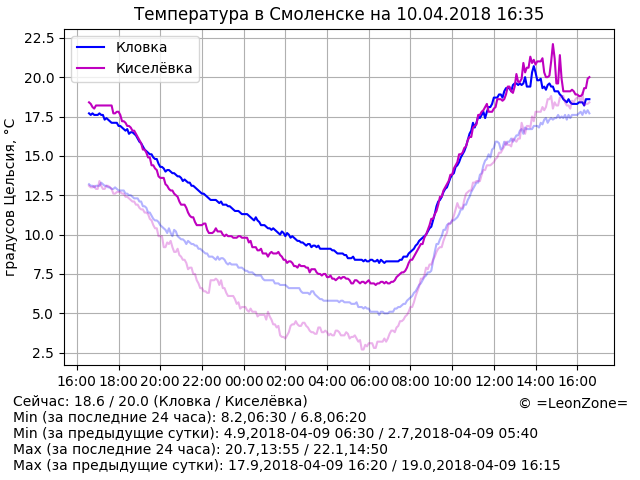 Температура в Смоленске на 10.04.2018 16:35
градусов Цельсия, °C
Кловка
Киселёвка
22.5
20.0
17.5
15.0
12.5
10.0
7.5
5.0
2.5
16:00 18:00 20:00 22:00 00:00 02:00 04:00 06:00 08:00 10:00 12:00 14:00 16:00
Сейчас: 18.6 / 20.0 (Кловка / Киселёвка)
© =LeonZone=
Min (за последние 24 часа): 8.2,06:30 / 6.8,06:20
Min (за предыдущие сутки): 4.9,2018-04-09 06:30 / 2.7,2018-04-09 05:40
Max (за последние 24 часа): 20.7,13:55 / 22.1,14:50
Max (за предыдущие сутки): 17.9,2018-04-09 16:20 / 19.0,2018-04-09 16:15